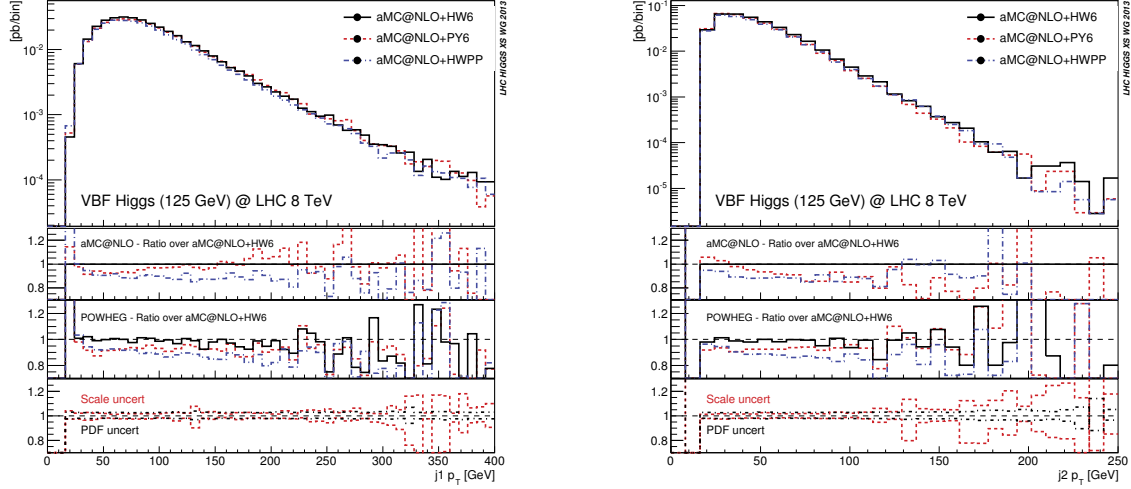 [pb/bin]
aMC@NLO+HW6
aMC@NLO+PY6
aMC@NLO+HWPP
LHC HIGGS XS WG 2013
10-2
10-3
10-4
VBF Higgs (125 GeV) @ LHC 8 TeV
1.2
1
0.8
aMC@NLO - Ratio over aMC@NLO+HW6
1.2
1
0.8
POWHEG - Ratio over aMC@NLO+HW6
1.2
1
0.8
Scale uncert
PDF uncert
0 50 100 150 200 250 300 350 400
j1 pT [GeV]
[pb/bin]
10-1
aMC@NLO+HW6
aMC@NLO+PY6
aMC@NLO+HWPP
LHC HIGGS XS WG 2013
10-2
10-3
10-4
10-5
VBF Higgs (125 GeV) @ LHC 8 TeV
1.2
1
0.8
aMC@NLO - Ratio over aMC@NLO+HW6
1.2
1
0.8
POWHEG - Ratio over aMC@NLO+HW6
1.2
1
0.8
Scale uncert
PDF uncert
0 50 100 150 200 250
j2 pT [GeV]